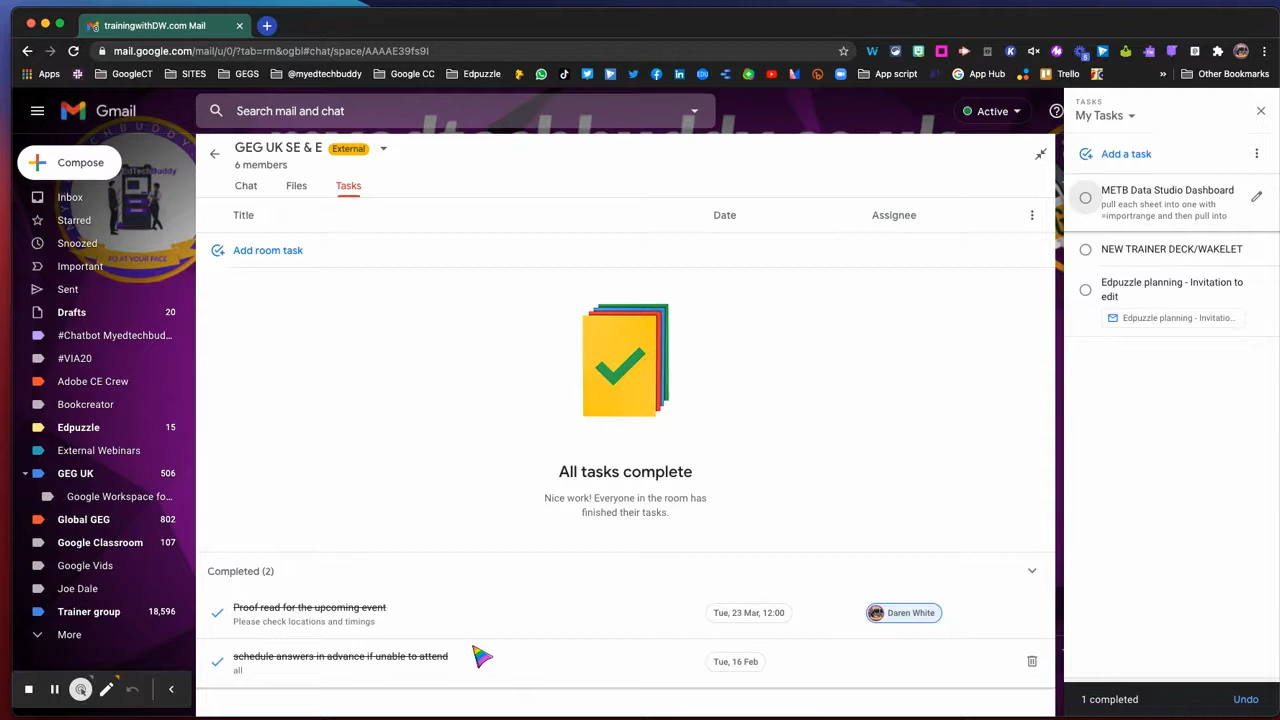 trainingwithDW.com Mail
mail.google.com/mail/u/0/?tab=rm&ogbl#chat/space/AAAAE39fs9I
Apps
GoogleCT
SITES
GEGS
@myedtechbuddy
Google CC
Edpuzzle
App script
App Hub
Trello
»
Other Bookmarks
Gmail
Search mail and chat
Active
Compose
Inbox
Starred
Snoozed
Important
Sent
Drafts 20
#Chatbot Myedtechbud...
#VIA20
Adobe CE Crew
Bookcreator
Edpuzzle 15
External Webinars
GEG UK 506
Google Workspace fo...
Global GEG 802
Google Classroom 107
Google Vids
Joe Dale
Trainer group 18,596
More
GEG UK SE & E External
6 members
Chat Files Tasks
Title Date Assignee
Add room task
All tasks complete
Nice work! Everyone in the room has
finished their tasks.
Completed (2)
Proof read for the upcoming event
Please check locations and timings
Tue, 23 Mar, 12:00
Daren White
schedule answers in advance if unable to attend
all
Tue, 16 Feb
TASKS
My Tasks
Add a task
METB Data Studio Dashboard
pull each sheet into one with
=importrange and then pull into
NEW TRAINER DECK/WAKELET
Edpuzzle planning - Invitation to
edit
Edpuzzle planning - Invitatio...
1 completed Undo